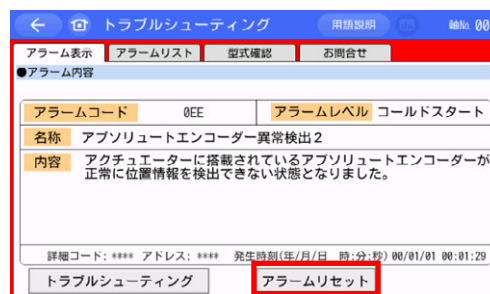 トラブルシューティング 用語説明 軸No. 00
アラーム表示 アラームリスト 型式確認 お問合せ
●アラーム内容
アラームコード 0EE アラームレベル コールドスタート
名称 アブソリュートエンコーダー異常検出2
内容 アクチュエーターに搭載されているアブソリュートエンコーダーが
正常に位置情報を検出できない状態となりました。
詳細コード:**** アドレス:**** 発生時刻(年/月/日 時:分:秒) 00/01/01 00:01:29
トラブルシューティング アラームリセット